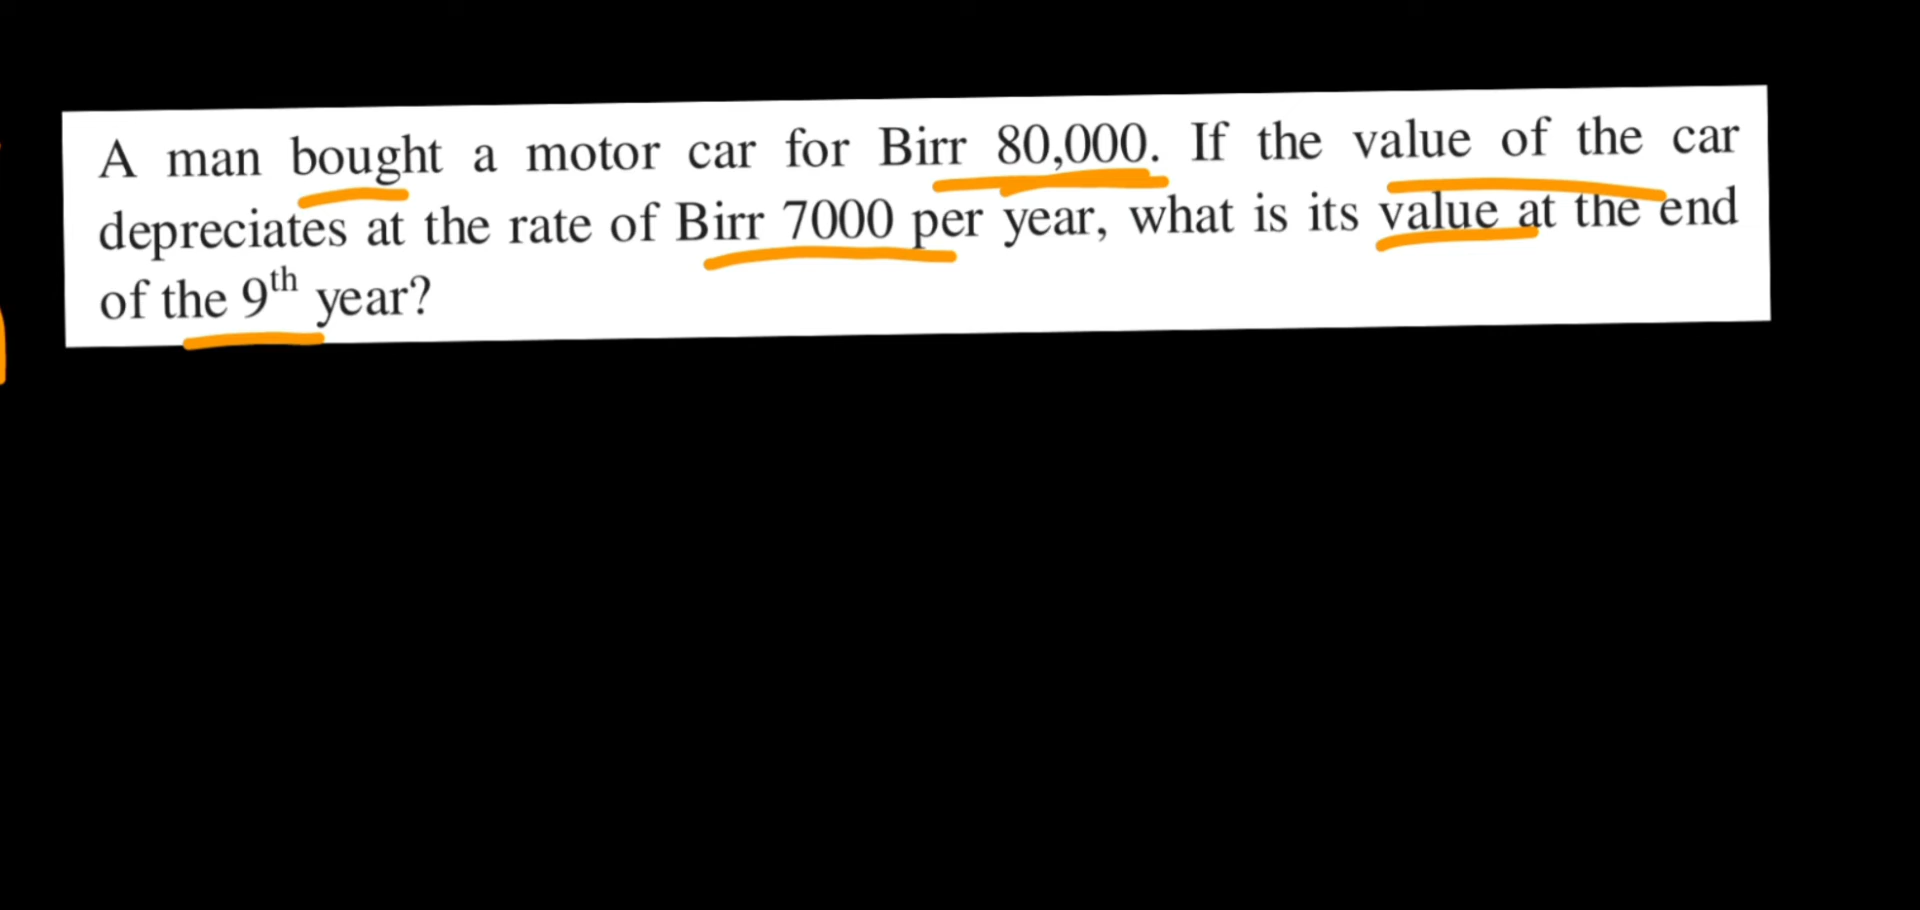 A man bought a motor car for Birr 80,000. If the value of the car
depreciates at the rate of Birr 7000 per year, what is its value at the end
of the 9th year?